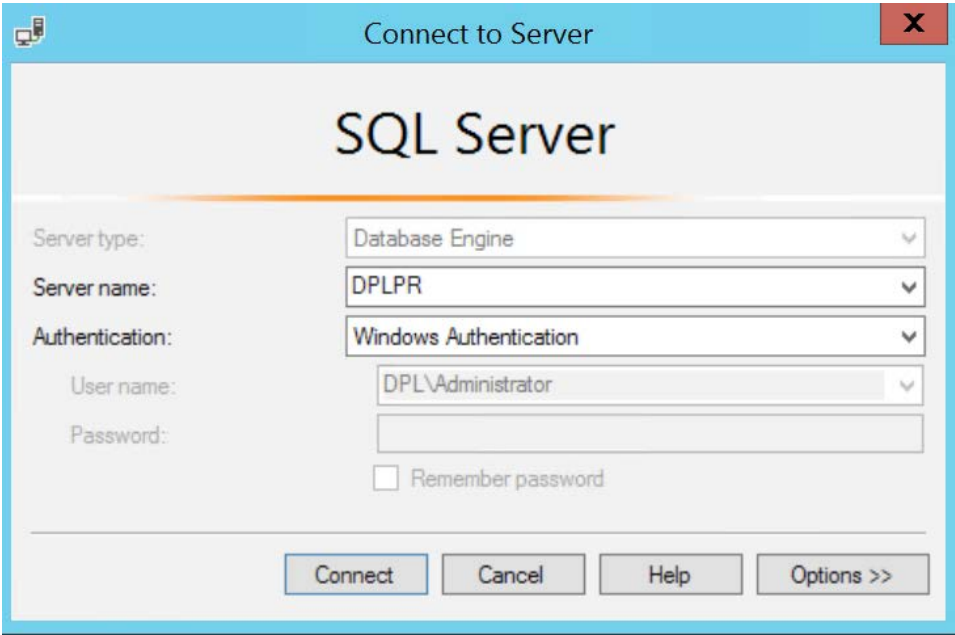 Connect to Server
SQL Server
Server type: Database Engine
Server name: DPLPR
Authentication: Windows Authentication
User name: DPL\Administrator
Password:
Remember password
Connect Cancel Help Options >>